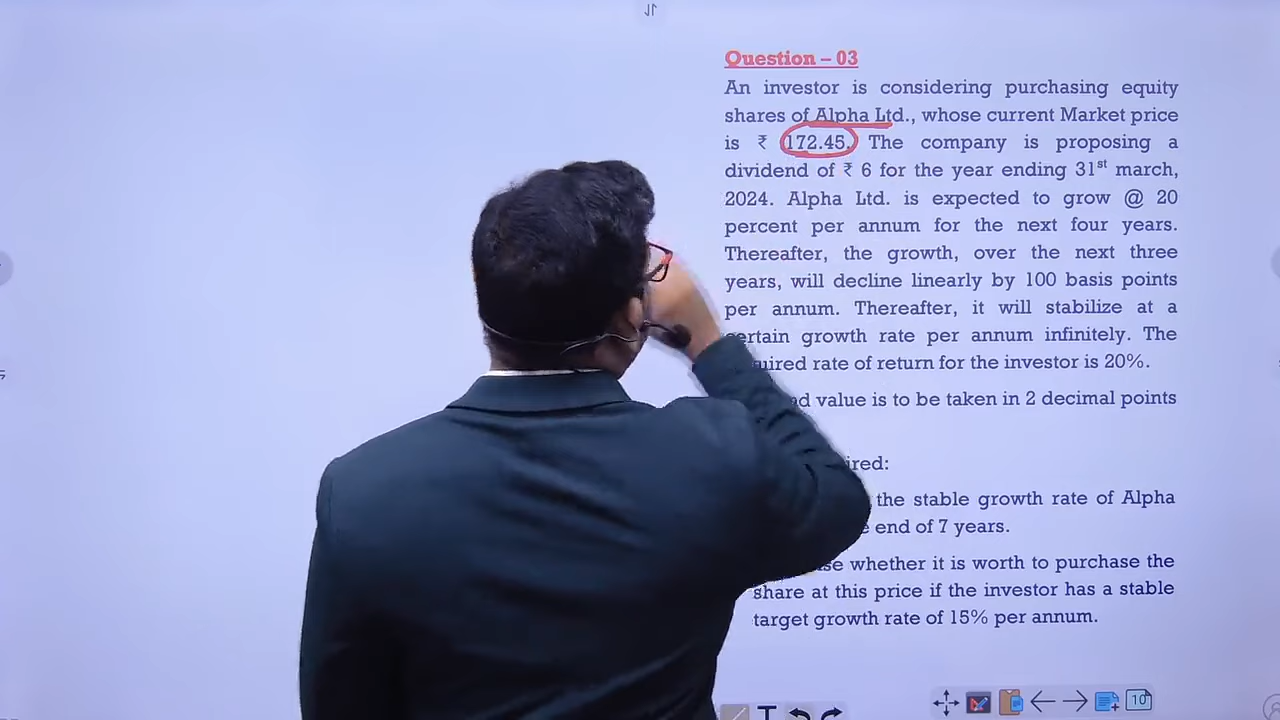 Question – 03
An investor is considering purchasing equity
shares of Alpha Ltd., whose current Market price
is ₹ 172.45. The company is proposing a
dividend of ₹ 6 for the year ending 31st march,
2024. Alpha Ltd. is expected to grow @ 20
percent per annum for the next four years.
Thereafter, the growth, over the next three
years, will decline linearly by 100 basis points
per annum. Thereafter, it will stabilize at a
growth rate per annum infinitely. The
rate of return for the investor is 20%.
value is to be taken in 2 decimal points
the stable growth rate of Alpha
end of 7 years.
whether it is worth to purchase the
share at this price if the investor has a stable
target growth rate of 15% per annum.
10